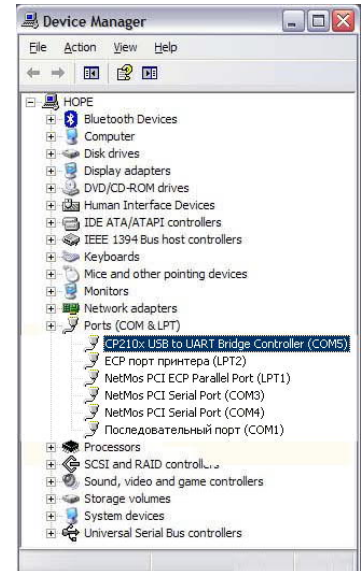 Device Manager
File Action View Help
HOPE
Bluetooth Devices
Computer
Disk drives
Display adapters
DVD/CD-ROM drives
Human Interface Devices
IDE ATA/ATAPI controllers
IEEE 1394 Bus host controllers
Keyboards
Mice and other pointing devices
Monitors
Network adapters
Ports (COM & LPT)
CP210x USB to UART Bridge Controller (COM5)
ECP порт принтера (LPT2)
NetMos PCI ECP Parallel Port (LPT1)
NetMos PCI Serial Port (COM3)
NetMos PCI Serial Port (COM4)
Последовательный порт (COM1)
Processors
SCSI and RAID
Sound, video and game controllers
Storage volumes
System devices
Universal Serial Bus controllers